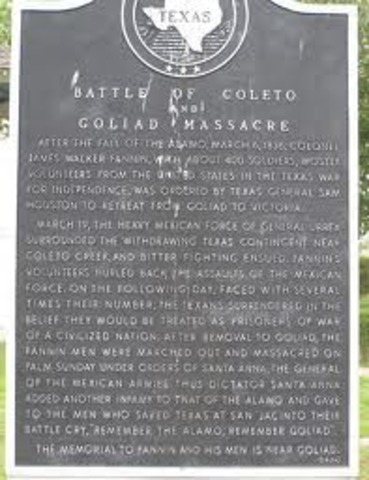 TEXAS
BATTLE OF COLETO
AND
GOLIAD MASSACRE
AFTER THE FALL OF THE ALAMO, MARCH 6, 1836, COLONEL
JAMES WALKER FANNIN, WITH ABOUT 400 SOLDIERS, MOSTLY
VOLUNTEERS FROM THE UNITED STATES IN THE TEXAS WAR
FOR INDEPENDENCE, WAS ORDERED BY TEXAS GENERAL SAM
HOUSTON TO RETREAT FROM GOLIAD TO VICTORIA.
MARCH 19, THE HEAVY MEXICAN FORCE OF GENERAL URREA
SURROUNDED THE WITHDRAWING TEXAS CONTINGENT NEAR
COLETO CREEK, AND BITTER FIGHTING ENSUED. FANNIN'S
VOLUNTEERS HURLED BACK THE ASSAULTS OF THE MEXICAN
FORCE. ON THE FOLLOWING DAY, FACED WITH SEVERAL
TIMES THEIR NUMBER, THE TEXANS SURRENDERED IN THE
BELIEF THEY WOULD BE TREATED AS PRISONERS OF WAR
OF A CIVILIZED NATION. AFTER REMOVAL TO GOLIAD, THE
FANNIN MEN WERE MARCHED OUT AND MASSACRED ON
PALM SUNDAY UNDER ORDERS OF SANTA ANNA, THE GENERAL
OF THE MEXICAN ARMIES. THUS DICTATOR SANTA ANNA
ADDED ANOTHER INFAMY TO THAT OF THE ALAMO AND GAVE
TO THE MEN WHO SAVED TEXAS AT SAN JACINTO THEIR
BATTLE CRY, "REMEMBER THE ALAMO, REMEMBER GOLIAD".
THE MEMORIAL TO FANNIN AND HIS MEN IS NEAR GOLIAD.